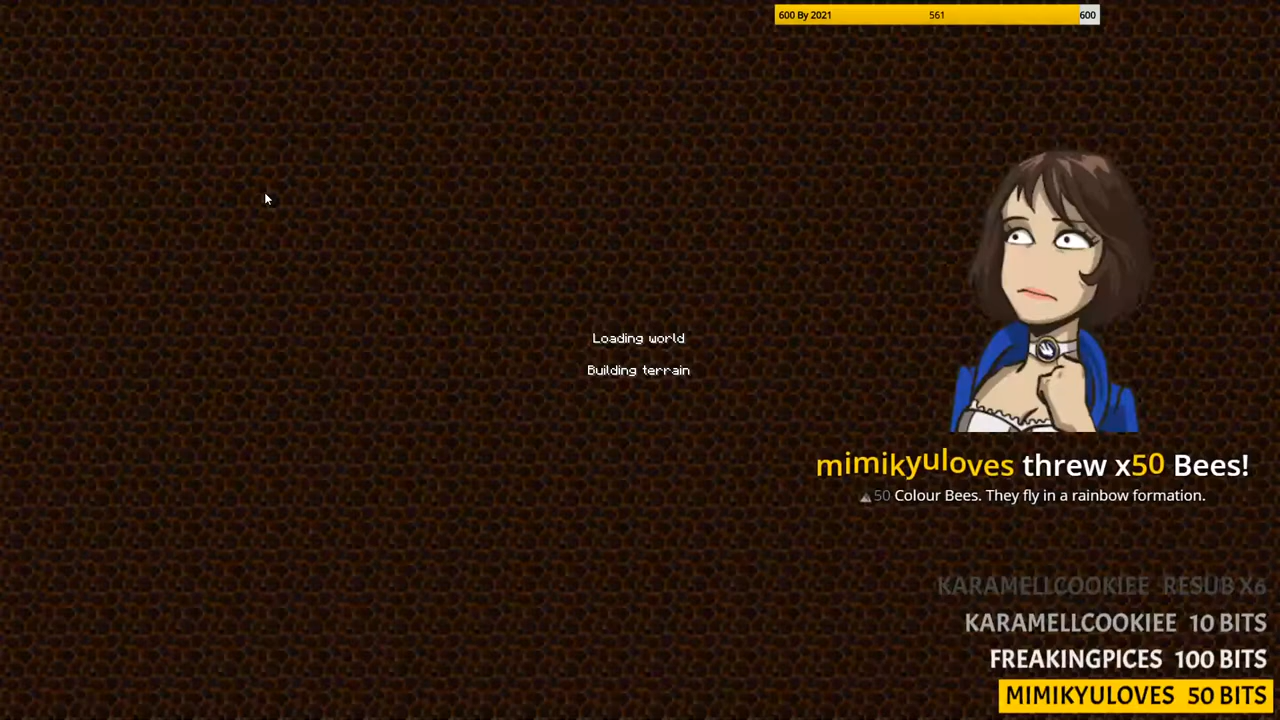 600 By 2021 561 600
Loading world
Building terrain
mimikyuloves threw x50 Bees!
50 Colour Bees. They fly in a rainbow formation.
KARAMELLCOOKIEE RESUB X6
KARAMELLCOOKIEE 10 BITS
FREAKINGPICES 100 BITS
MIMIKYULOVES 50 BITS